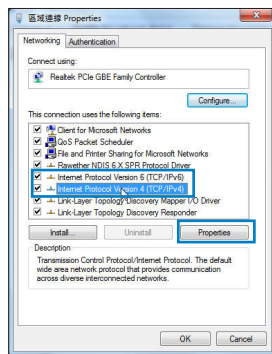 區域連線 Properties
Networking
Authentication
Connect using:
Realtek PCIe GBE Family Controller
Configure...
This connection uses the following items:
Client for Microsoft Networks
QoS Packet Scheduler
File and Printer Sharing for Microsoft Networks
Rawether NDIS 6.X SPR Protocol Driver
Internet Protocol Version 6 (TCP/IPv6)
Internet Protocol Version 4 (TCP/IPv4)
Link-Layer Topology Discovery Mapper I/O Driver
Link-Layer Topology Discovery Responder
Install...
Uninstall
Properties
Description
Transmission Control Protocol/Internet Protocol. The default
wide area network protocol that provides communication
across diverse interconnected networks.
OK
Cancel